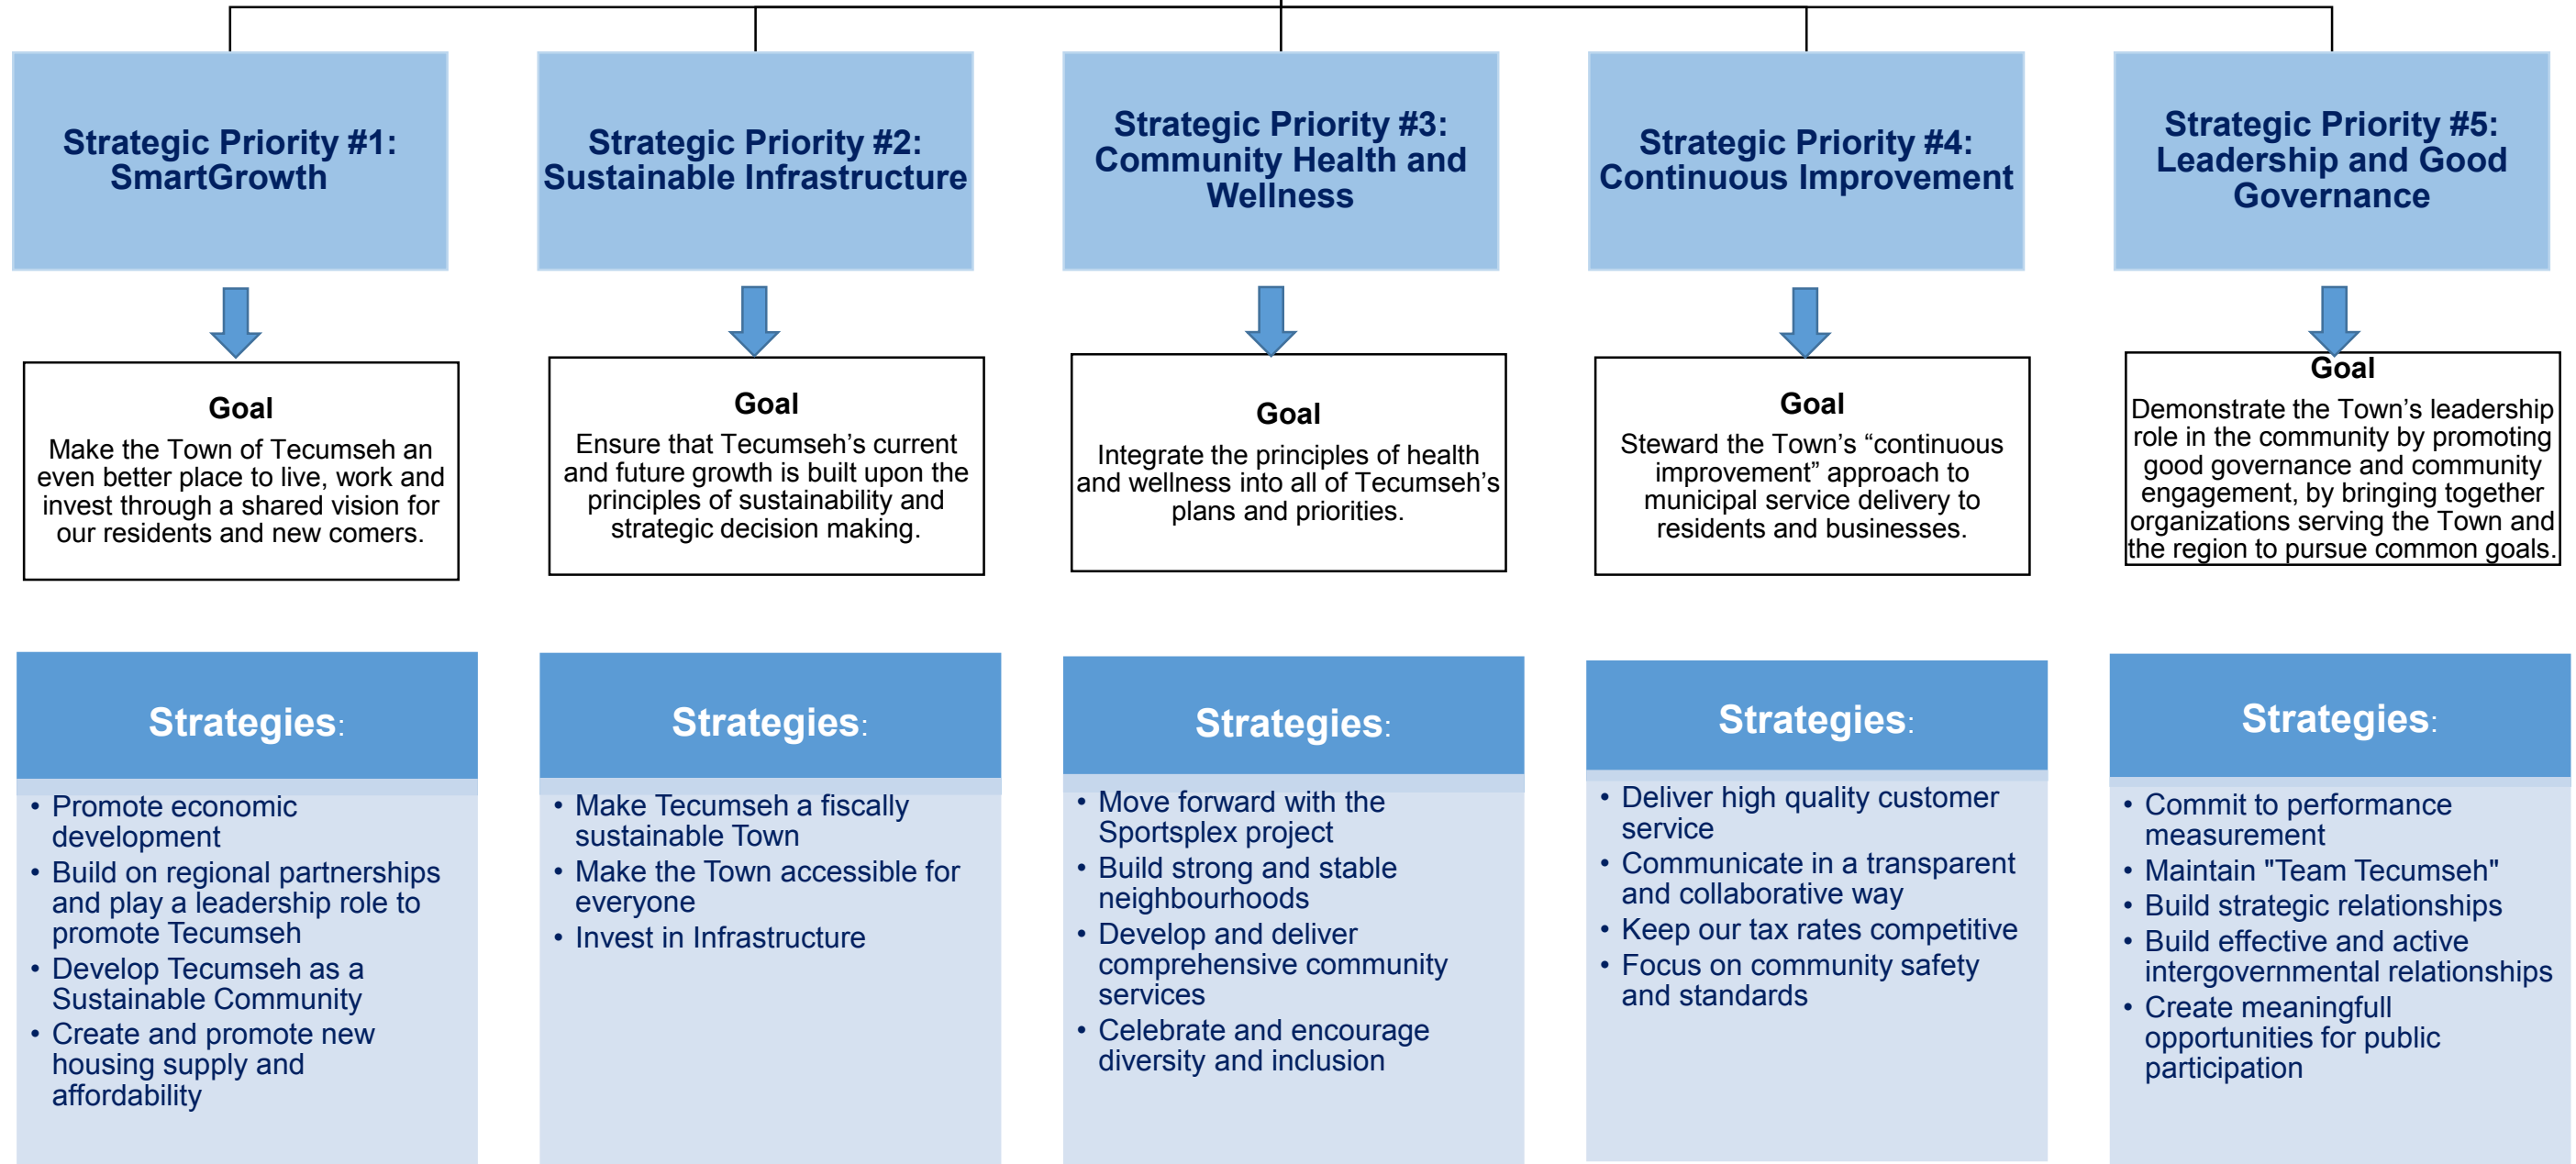 Strategic Priority #1:
SmartGrowth
Strategic Priority #2:
Sustainable Infrastructure
Strategic Priority #3:
Community Health and
Wellness
Strategic Priority #4:
Continuous Improvement
Strategic Priority #5:
Leadership and Good
Governance
Goal
Make the Town of Tecumseh an
even better place to live, work and
invest through a shared vision for
our residents and new comers.
Goal
Ensure that Tecumseh’s current
and future growth is built upon the
principles of sustainability and
strategic decision making.
Goal
Integrate the principles of health
and wellness into all of Tecumseh’s
plans and priorities.
Goal
Steward the Town’s “continuous
improvement” approach to
municipal service delivery to
residents and businesses.
Goal
Demonstrate the Town’s leadership
role in the community by promoting
good governance and community
engagement, by bringing together
organizations serving the Town and
the region to pursue common goals.
Strategies:
• Promote economic
development
• Build on regional partnerships
and play a leadership role to
promote Tecumseh
• Develop Tecumseh as a
Sustainable Community
• Create and promote new
housing supply and
affordability
Strategies:
• Make Tecumseh a fiscally
sustainable Town
• Make the Town accessible for
everyone
• Invest in Infrastructure
Strategies:
• Move forward with the
Sportsplex project
• Build strong and stable
neighbourhoods
• Develop and deliver
comprehensive community
services
• Celebrate and encourage
diversity and inclusion
Strategies:
• Deliver high quality customer
service
• Communicate in a transparent
and collaborative way
• Keep our tax rates competitive
• Focus on community safety
and standards
Strategies:
• Commit to performance
measurement
• Maintain "Team Tecumseh"
• Build strategic relationships
• Build effective and active
intergovernmental relationships
• Create meaningfull
opportunities for public
participation